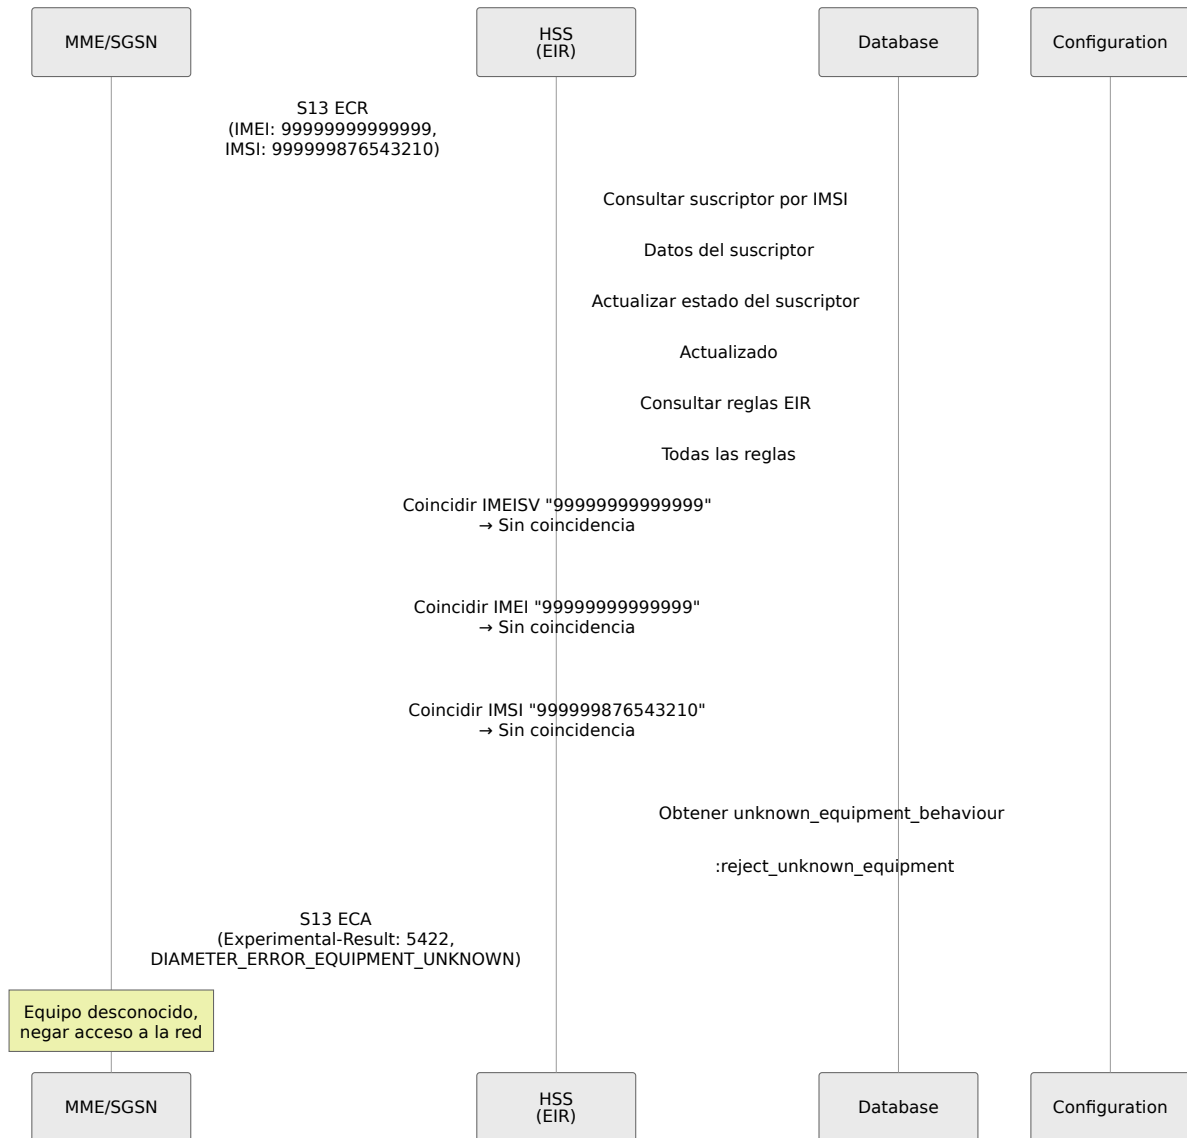 MME/SGSN
HSS
(EIR)
Database
Configuration
S13 ECR
(IMEI: 99999999999999,
IMSI: 999999876543210)
Consultar suscriptor por IMSI
Datos del suscriptor
Actualizar estado del suscriptor
Actualizado
Consultar reglas EIR
Todas las reglas
Coincidir IMEISV "99999999999999"
→ Sin coincidencia
Coincidir IMEI "99999999999999"
→ Sin coincidencia
Coincidir IMSI "999999876543210"
→ Sin coincidencia
Obtener unknown_equipment_behaviour
:reject_unknown_equipment
S13 ECA
(Experimental-Result: 5422,
DIAMETER_ERROR_EQUIPMENT_UNKNOWN)
Equipo desconocido,
negar acceso a la red
MME/SGSN
HSS
(EIR)
Database
Configuration